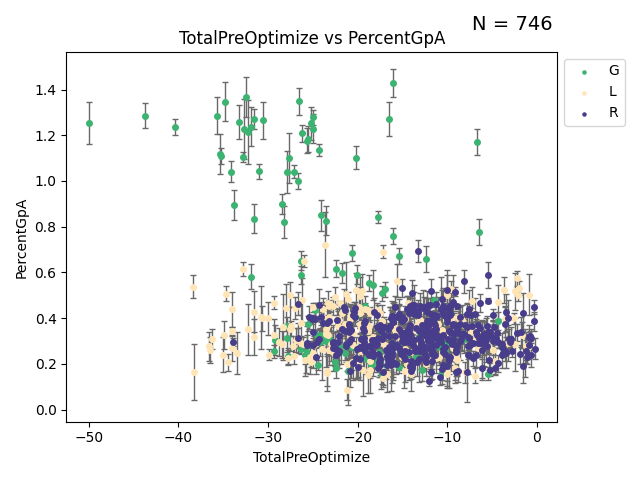 N = 746
TotalPreOptimize vs PercentGpA
G
L
R
PercentGpA
1.4
1.2
1.0
0.8
0.6
0.4
0.2
0.0
−50
−40
−30
−20
−10
0
TotalPreOptimize